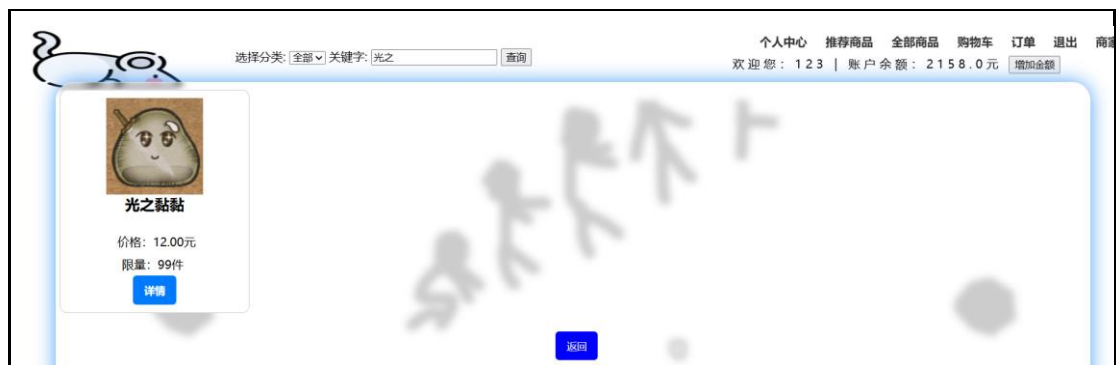 个人中心 推荐商品 全部商品 购物车 订单 退出 商家
选择分类: 全部 关键字: 光之 查询
欢迎您：123 | 账户余额：2158.0元 增加金额
光之黏黏
价格：12.00元
限量：99件
详情
返回